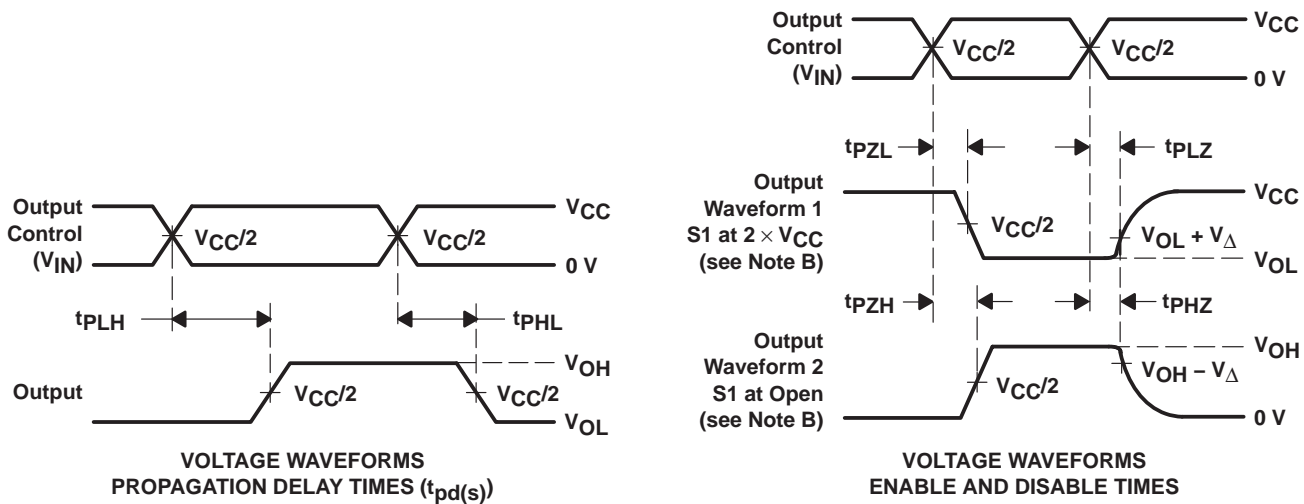 Output
Control
(VIN)
VCC/2
VCC/2
VCC
0 V
tPLH
tPHL
Output
VCC/2
VCC/2
VOH
VOL
VOLTAGE WAVEFORMS
PROPAGATION DELAY TIMES (tpd(s))
Output
Control
(VIN)
VCC/2
VCC/2
VCC
0 V
tPZL
tPLZ
Output
Waveform 1
S1 at 2 × VCC
(see Note B)
VCC/2
VCC
VOL + VΔ
VOL
tPZH
tPHZ
Output
Waveform 2
S1 at Open
(see Note B)
VCC/2
VOH
VOH − VΔ
0 V
VOLTAGE WAVEFORMS
ENABLE AND DISABLE TIMES